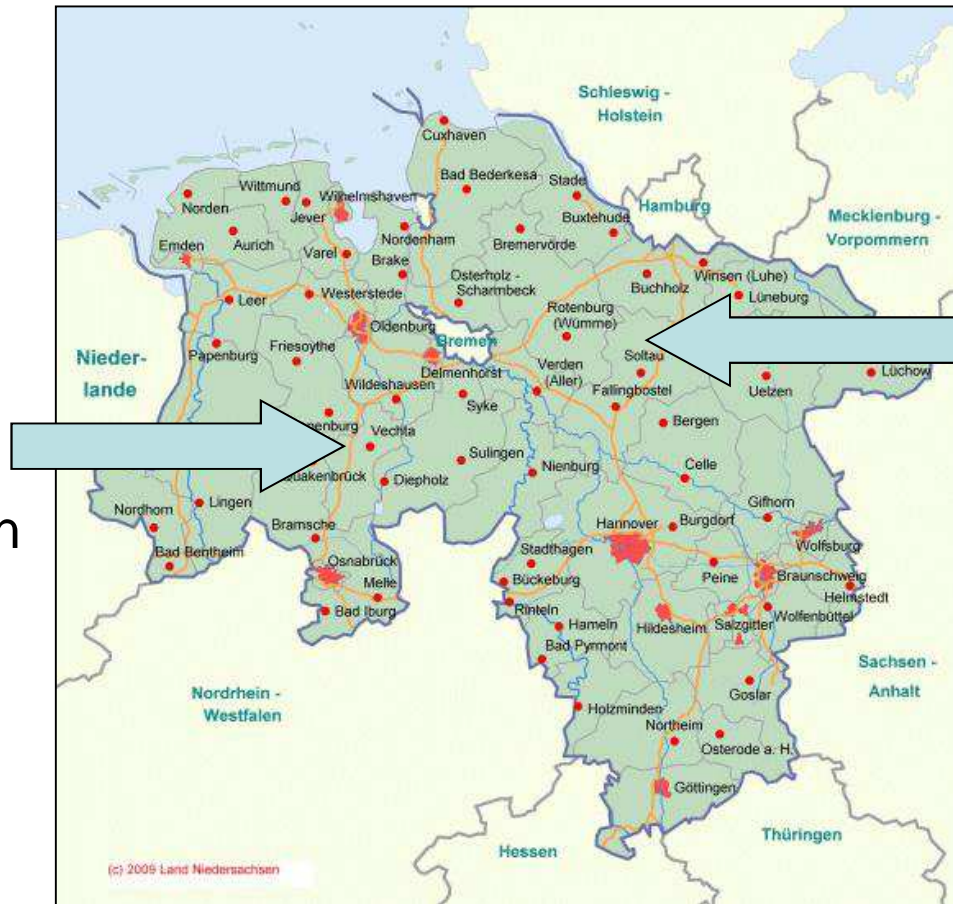 Schleswig -
Holstein
Cuxhaven
Bad Bederkesa
Stade
Hamburg
Mecklenburg -
Vorpommern
Wittmund
Wilhelmshaven
Norden
Jever
Buxtehude
Nordenham
Bremervörde
Emden
Aurich
Varel
Brake
Osterholz -
Scharmbeck
Winsen (Luhe)
Buchholz
Lüneburg
Leer
Westerstede
Rotenburg
(Wümme)
Oldenburg
Bremen
Nieder-
lande
Papenburg
Friesoythe
Delmenhorst
Verden
(Aller)
Soltau
Fallingbostel
Lüchow
Uelzen
Wildeshausen
Syke
Bergen
Vechta
Sulingen
Quakenbrück
Diepholz
Nienburg
Celle
Gifhorn
Nordhorn
Lingen
Bramsche
Hannover
Burgdorf
Wolfsburg
n
Bad Bentheim
Osnabrück
Stadthagen
Peine
Braunschweig
Melle
Bückeburg
Helmstedt
Bad Iburg
Rinteln
Hameln
Hildesheim
Salzgitter
Wolfenbüttel
Bad Pyrmont
Sachsen -
Anhalt
Nordrhein -
Westfalen
Goslar
Holzminden
Northeim
Osterode a. H.
Göttingen
Thüringen
Hessen
(c) 2009 Land Niedersachsen